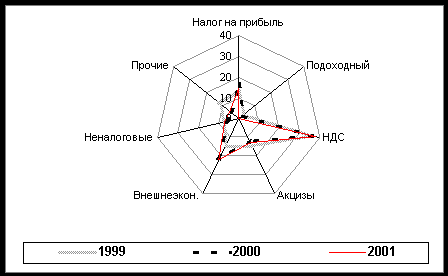 Налог на прибыль
40
30
Прочие
Подоходный
20
10
Неналоговые
НДС
Внешнеэкон.
Акцизы
1999
2000
2001